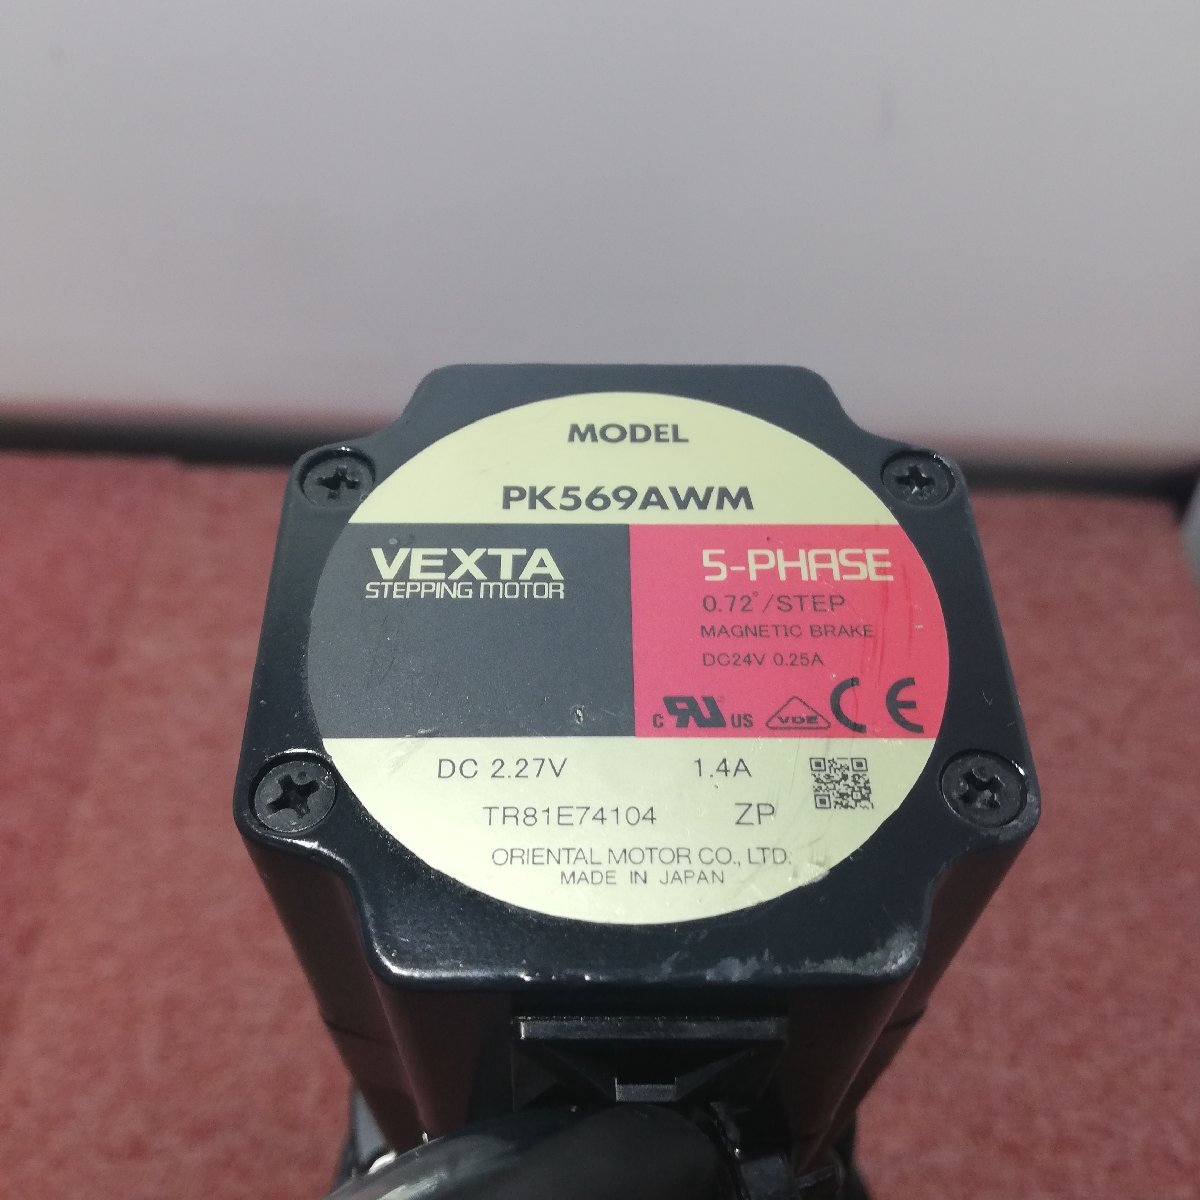 MODEL
PK569AWM
VEXTA
STEPPING MOTOR
5-PHASE
0.72°/STEP
MAGNETIC BRAKE
DC24V 0.25A
c RU US VDE CE
DC 2.27V 1.4A
TR81E74104 ZP
ORIENTAL MOTOR CO., LTD.
MADE IN JAPAN